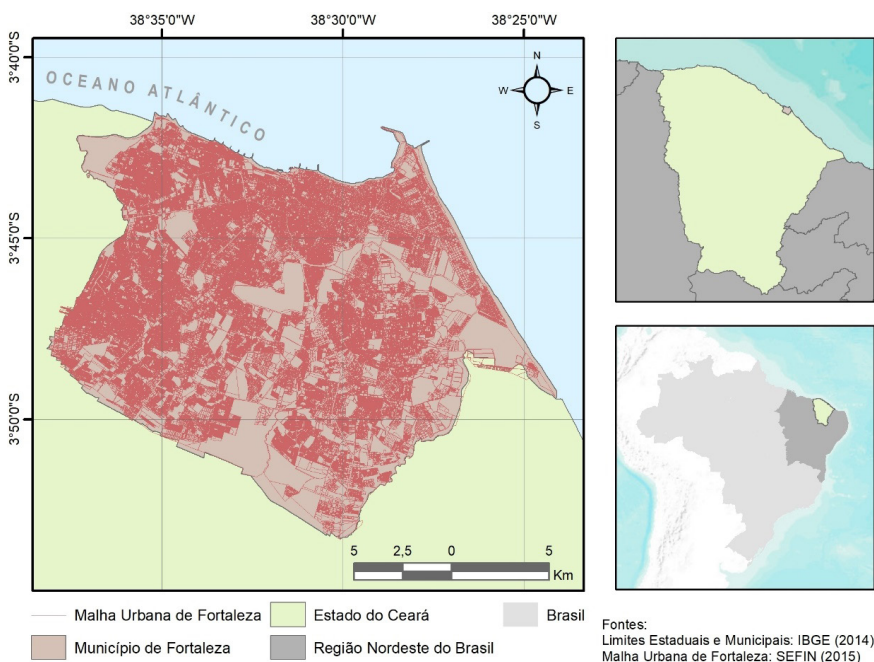 38°35'0"W
38°30'0"W
38°25'0"W
3°40'0"S
3°45'0"S
3°50'0"S
OCEANO ATLÂNTICO
N
W
E
S
5 2,5 0 5
Km
Malha Urbana de Fortaleza
Estado do Ceará
Brasil
Município de Fortaleza
Região Nordeste do Brasil
Fontes:
Limites Estaduais e Municipais: IBGE (2014)
Malha Urbana de Fortaleza: SEFIN (2015)